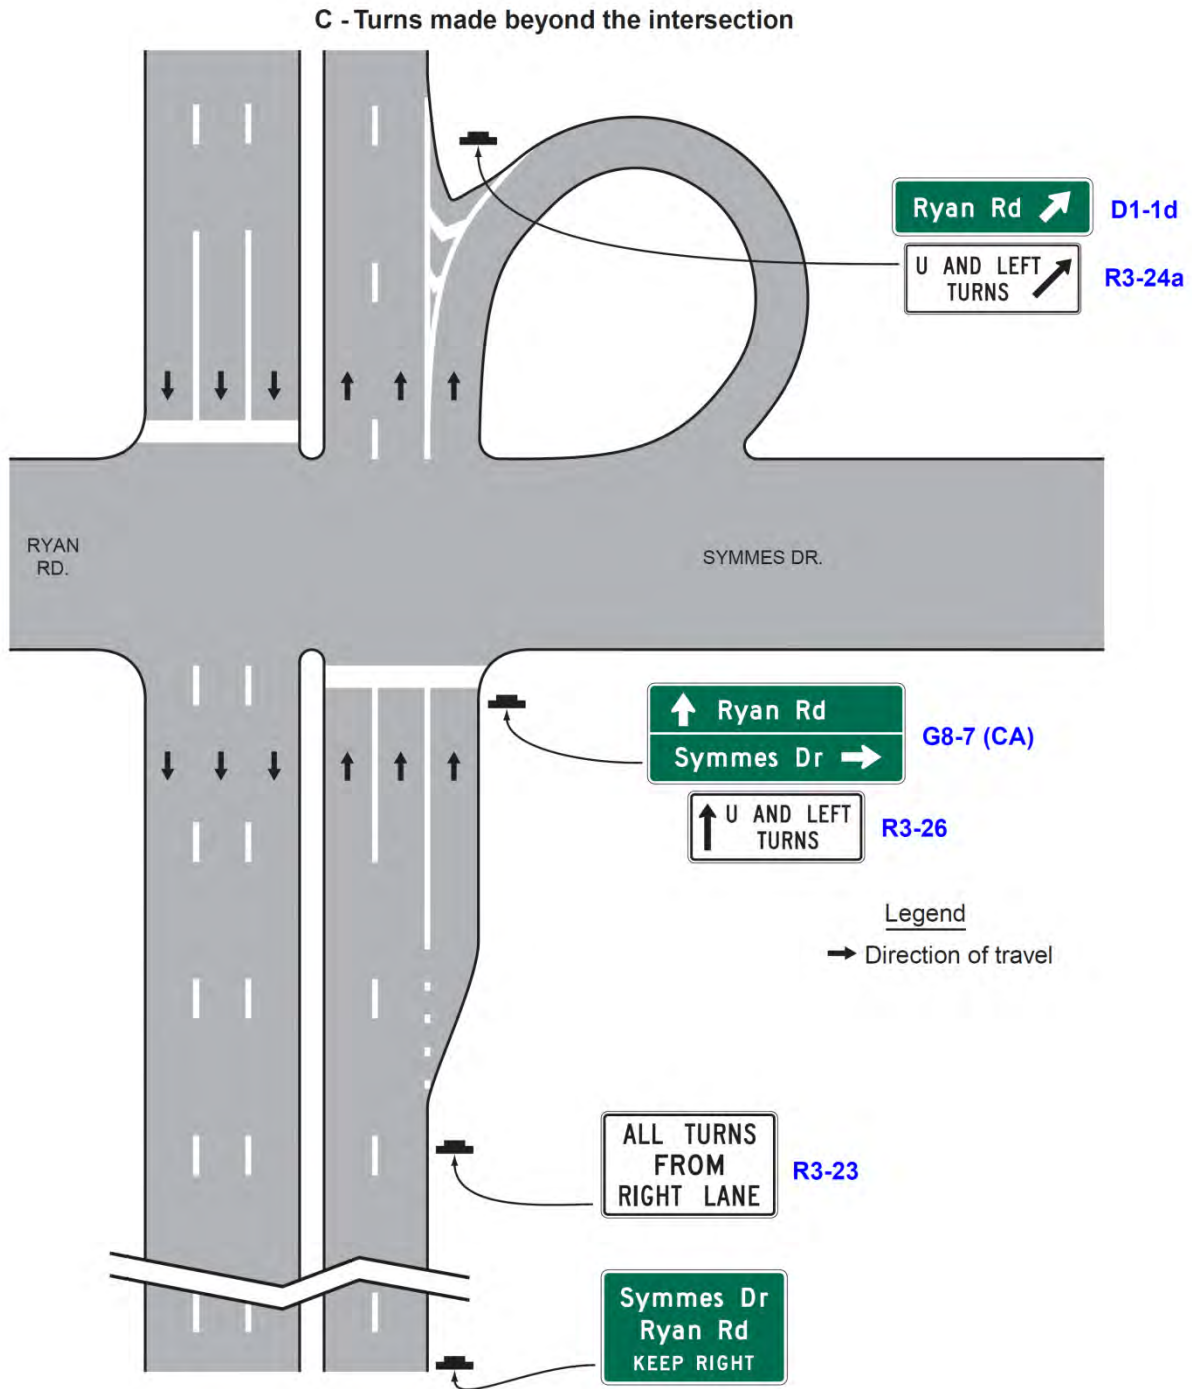 C - Turns made beyond the intersection
Ryan Rd
D1-1d
U AND LEFT
TURNS
R3-24a
RYAN
RD.
SYMMES DR.
Ryan Rd
Symmes Dr
G8-7 (CA)
U AND LEFT
TURNS
R3-26
Legend
Direction of travel
ALL TURNS
FROM
RIGHT LANE
R3-23
Symmes Dr
Ryan Rd
KEEP RIGHT